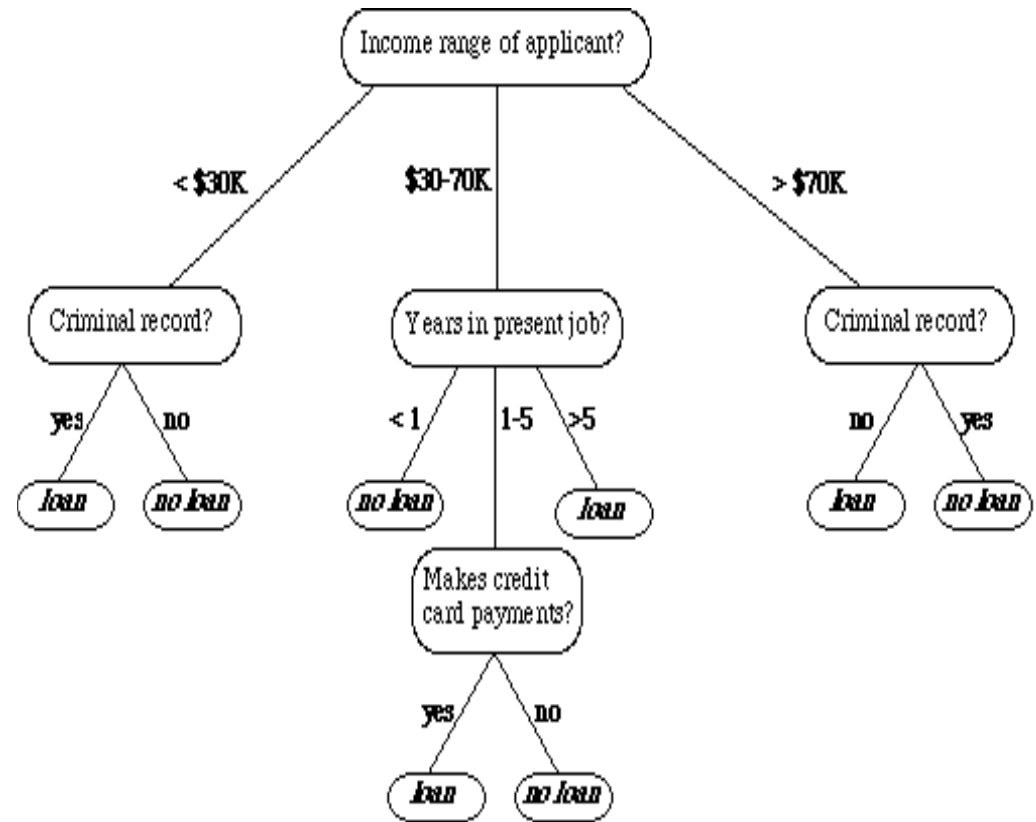 Income range of applicant?
< $30K
$30-70K
> $70K
Criminal record?
Years in present job?
Criminal record?
yes
no
< 1
1-5
>5
no
yes
loan
no loan
no loan
loan
loan
no loan
Makes credit
card payments?
yes
no
loan
no loan